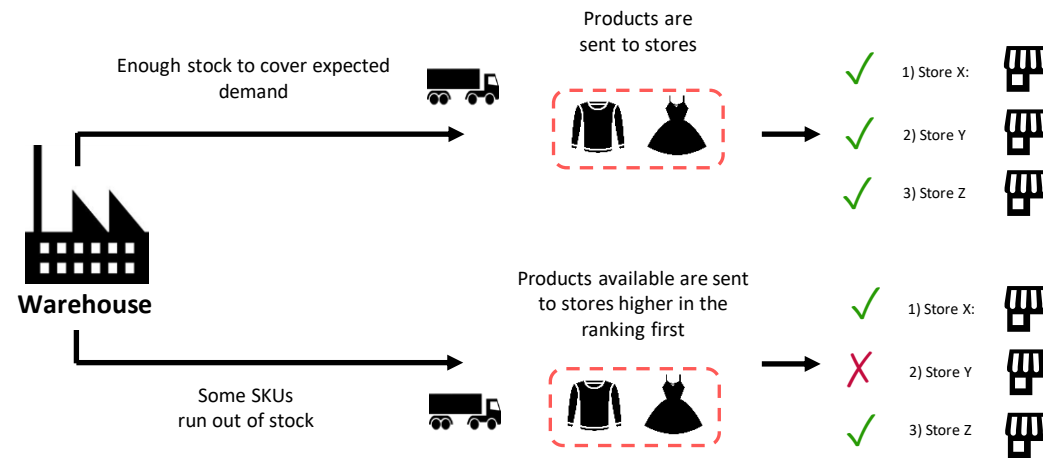 Products are
sent to stores
Enough stock to cover expected
demand
1) Store X:
2) Store Y
3) Store Z
Warehouse
Products available are sent
to stores higher in the
ranking first
1) Store X:
2) Store Y
3) Store Z
Some SKUs
run out of stock